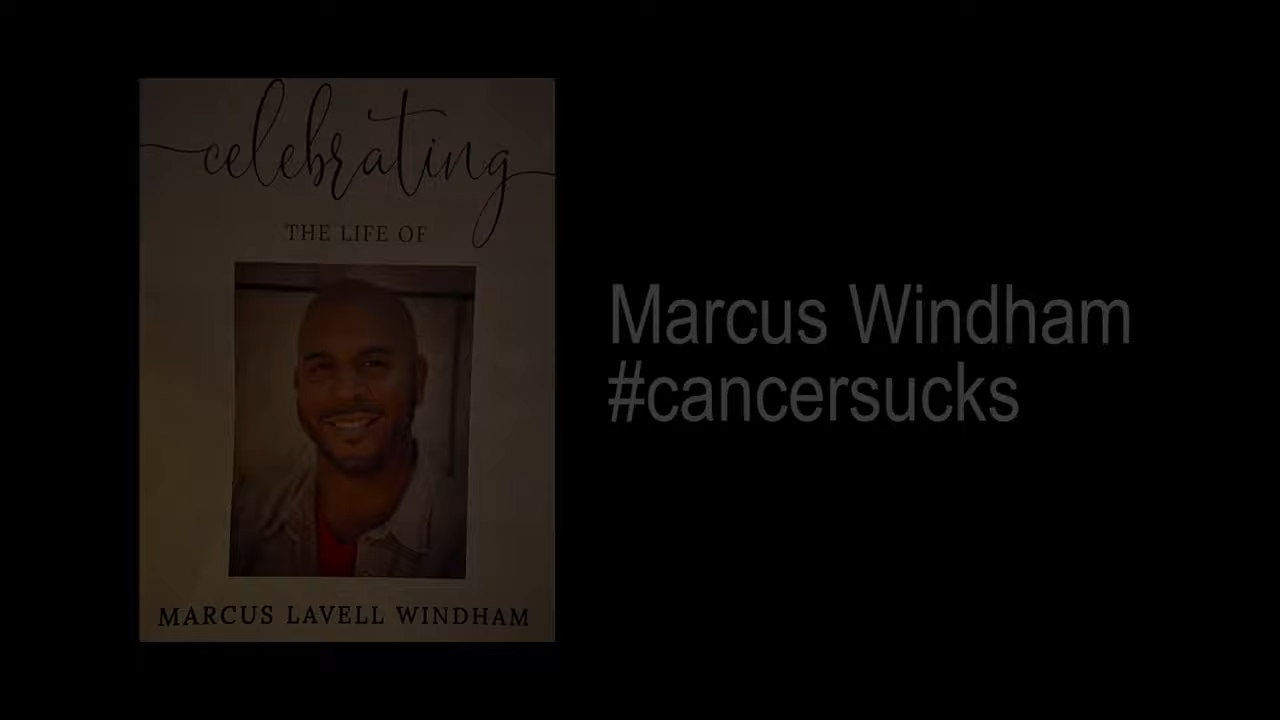 celebrating
THE LIFE OF
MARCUS LAVELL WINDHAM
Marcus Windham
#cancersucks